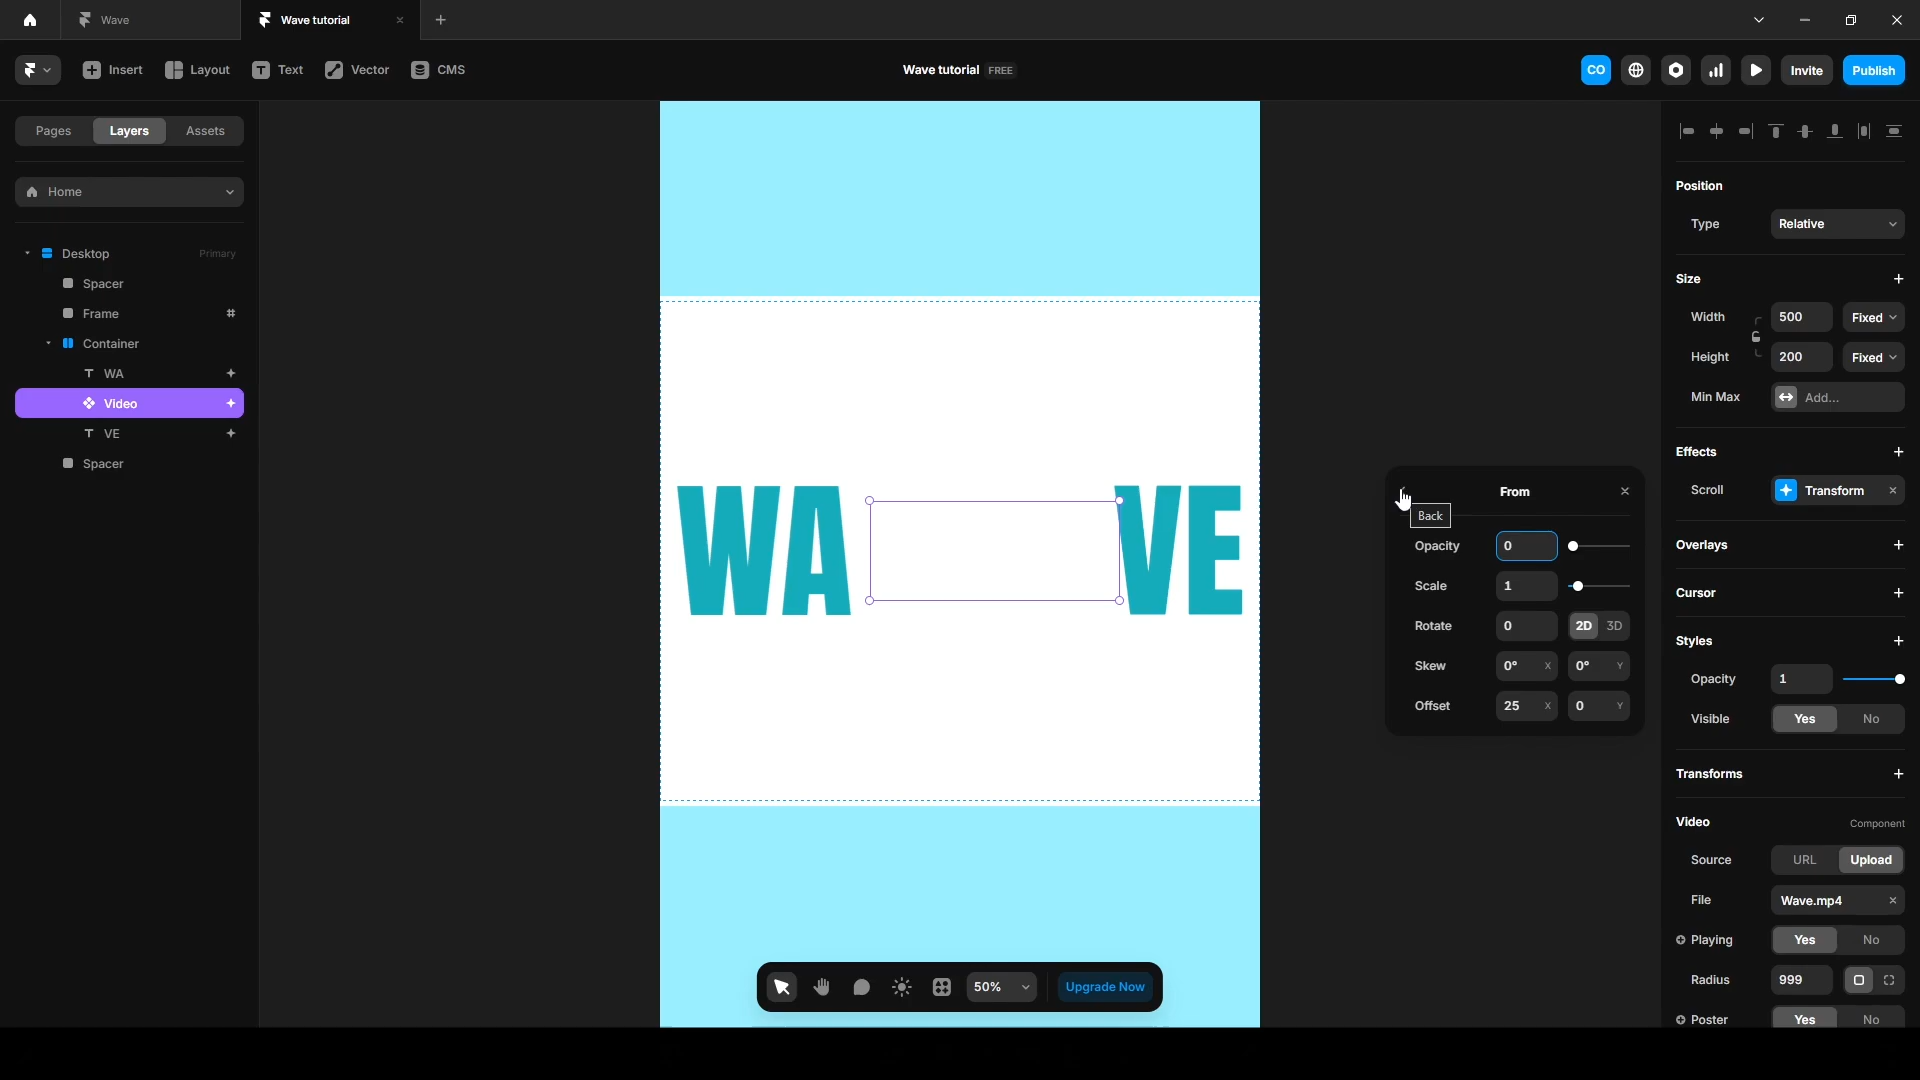 Wave
Wave tutorial
Insert
Layout
Text
Vector
CMS
Wave tutorial FREE
CO
Invite
Publish
Pages
Layers
Assets
Home
Desktop
Primary
Spacer
Frame
Container
WA
Video
VE
Spacer
WA
VE
From
Back
Opacity 0
Scale 1
Rotate 0 2D 3D
Skew 0° X 0° Y
Offset 25 X 0 Y
50%
Upgrade Now
Position
Type Relative
Size
Width 500 Fixed
Height 200 Fixed
Min Max Add...
Effects
Scroll Transform
Overlays
Cursor
Styles
Opacity 1
Visible Yes No
Transforms
Video Component
Source URL Upload
File Wave.mp4
Playing Yes No
Radius 999
Poster Yes No